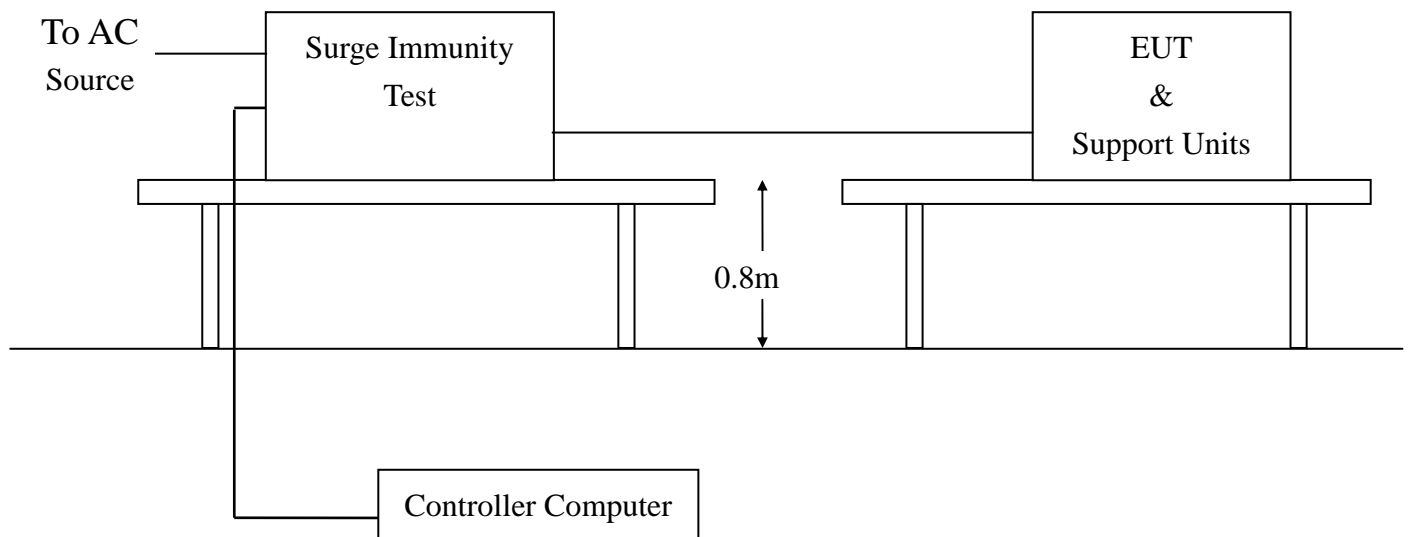 To AC
Source
Surge Immunity
Test
EUT
&
Support Units
0.8m
Controller Computer